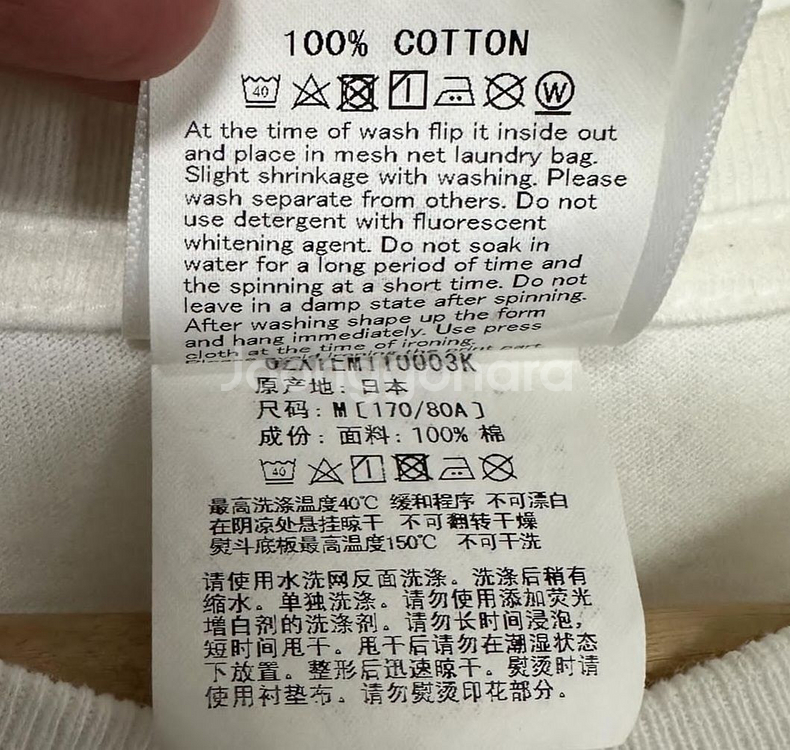 100% COTTON
40
W
At the time of wash flip it inside out
and place in mesh net laundry bag.
Slight shrinkage with washing. Please
wash separate from others. Do not
use detergent with fluorescent
whitening agent. Do not soak in
water for a long period of time and
the spinning at a short time. Do not
leave in a damp state after spinning.
After washing shape up the form
and hang immediately. Use press
cloth at the time of ironing.
print part
Joonggonara
原产地: 日本
尺码: M [170/80A]
成份: 面料: 100% 棉
40
最高洗涤温度40℃ 缓和程序 不可漂白
在阴凉处悬挂晾干 不可翻转干燥
熨斗底板最高温度150℃ 不可干洗
请使用水洗网反面洗涤。洗涤后稍有
缩水。单独洗涤。请勿使用添加荧光
增白剂的洗涤剂。请勿长时间浸泡,
短时间甩干。甩干后请勿在潮湿状态
下放置。整形后迅速晾干。熨烫时请
使用衬垫布。请勿熨烫印花部分。